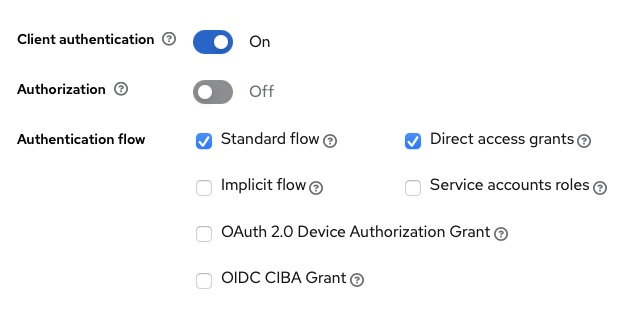 Client authentication ? On
Authorization ? Off
Authentication flow Standard flow ? Direct access grants ?
Implicit flow ? Service accounts roles ?
OAuth 2.0 Device Authorization Grant ?
OIDC CIBA Grant ?